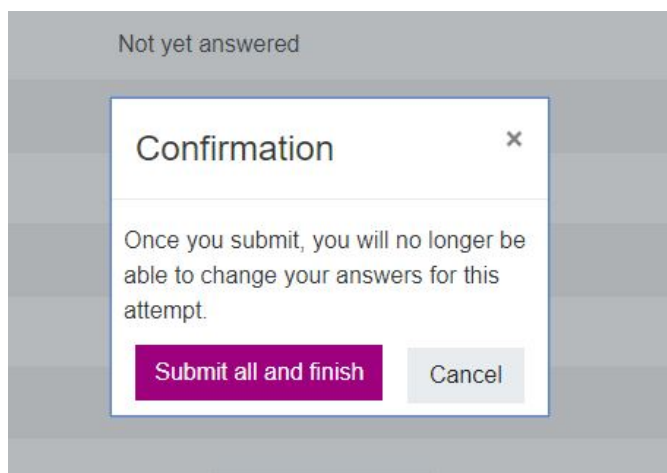 Not yet answered
Confirmation
×
Once you submit, you will no longer be
able to change your answers for this
attempt.
Submit all and finish
Cancel